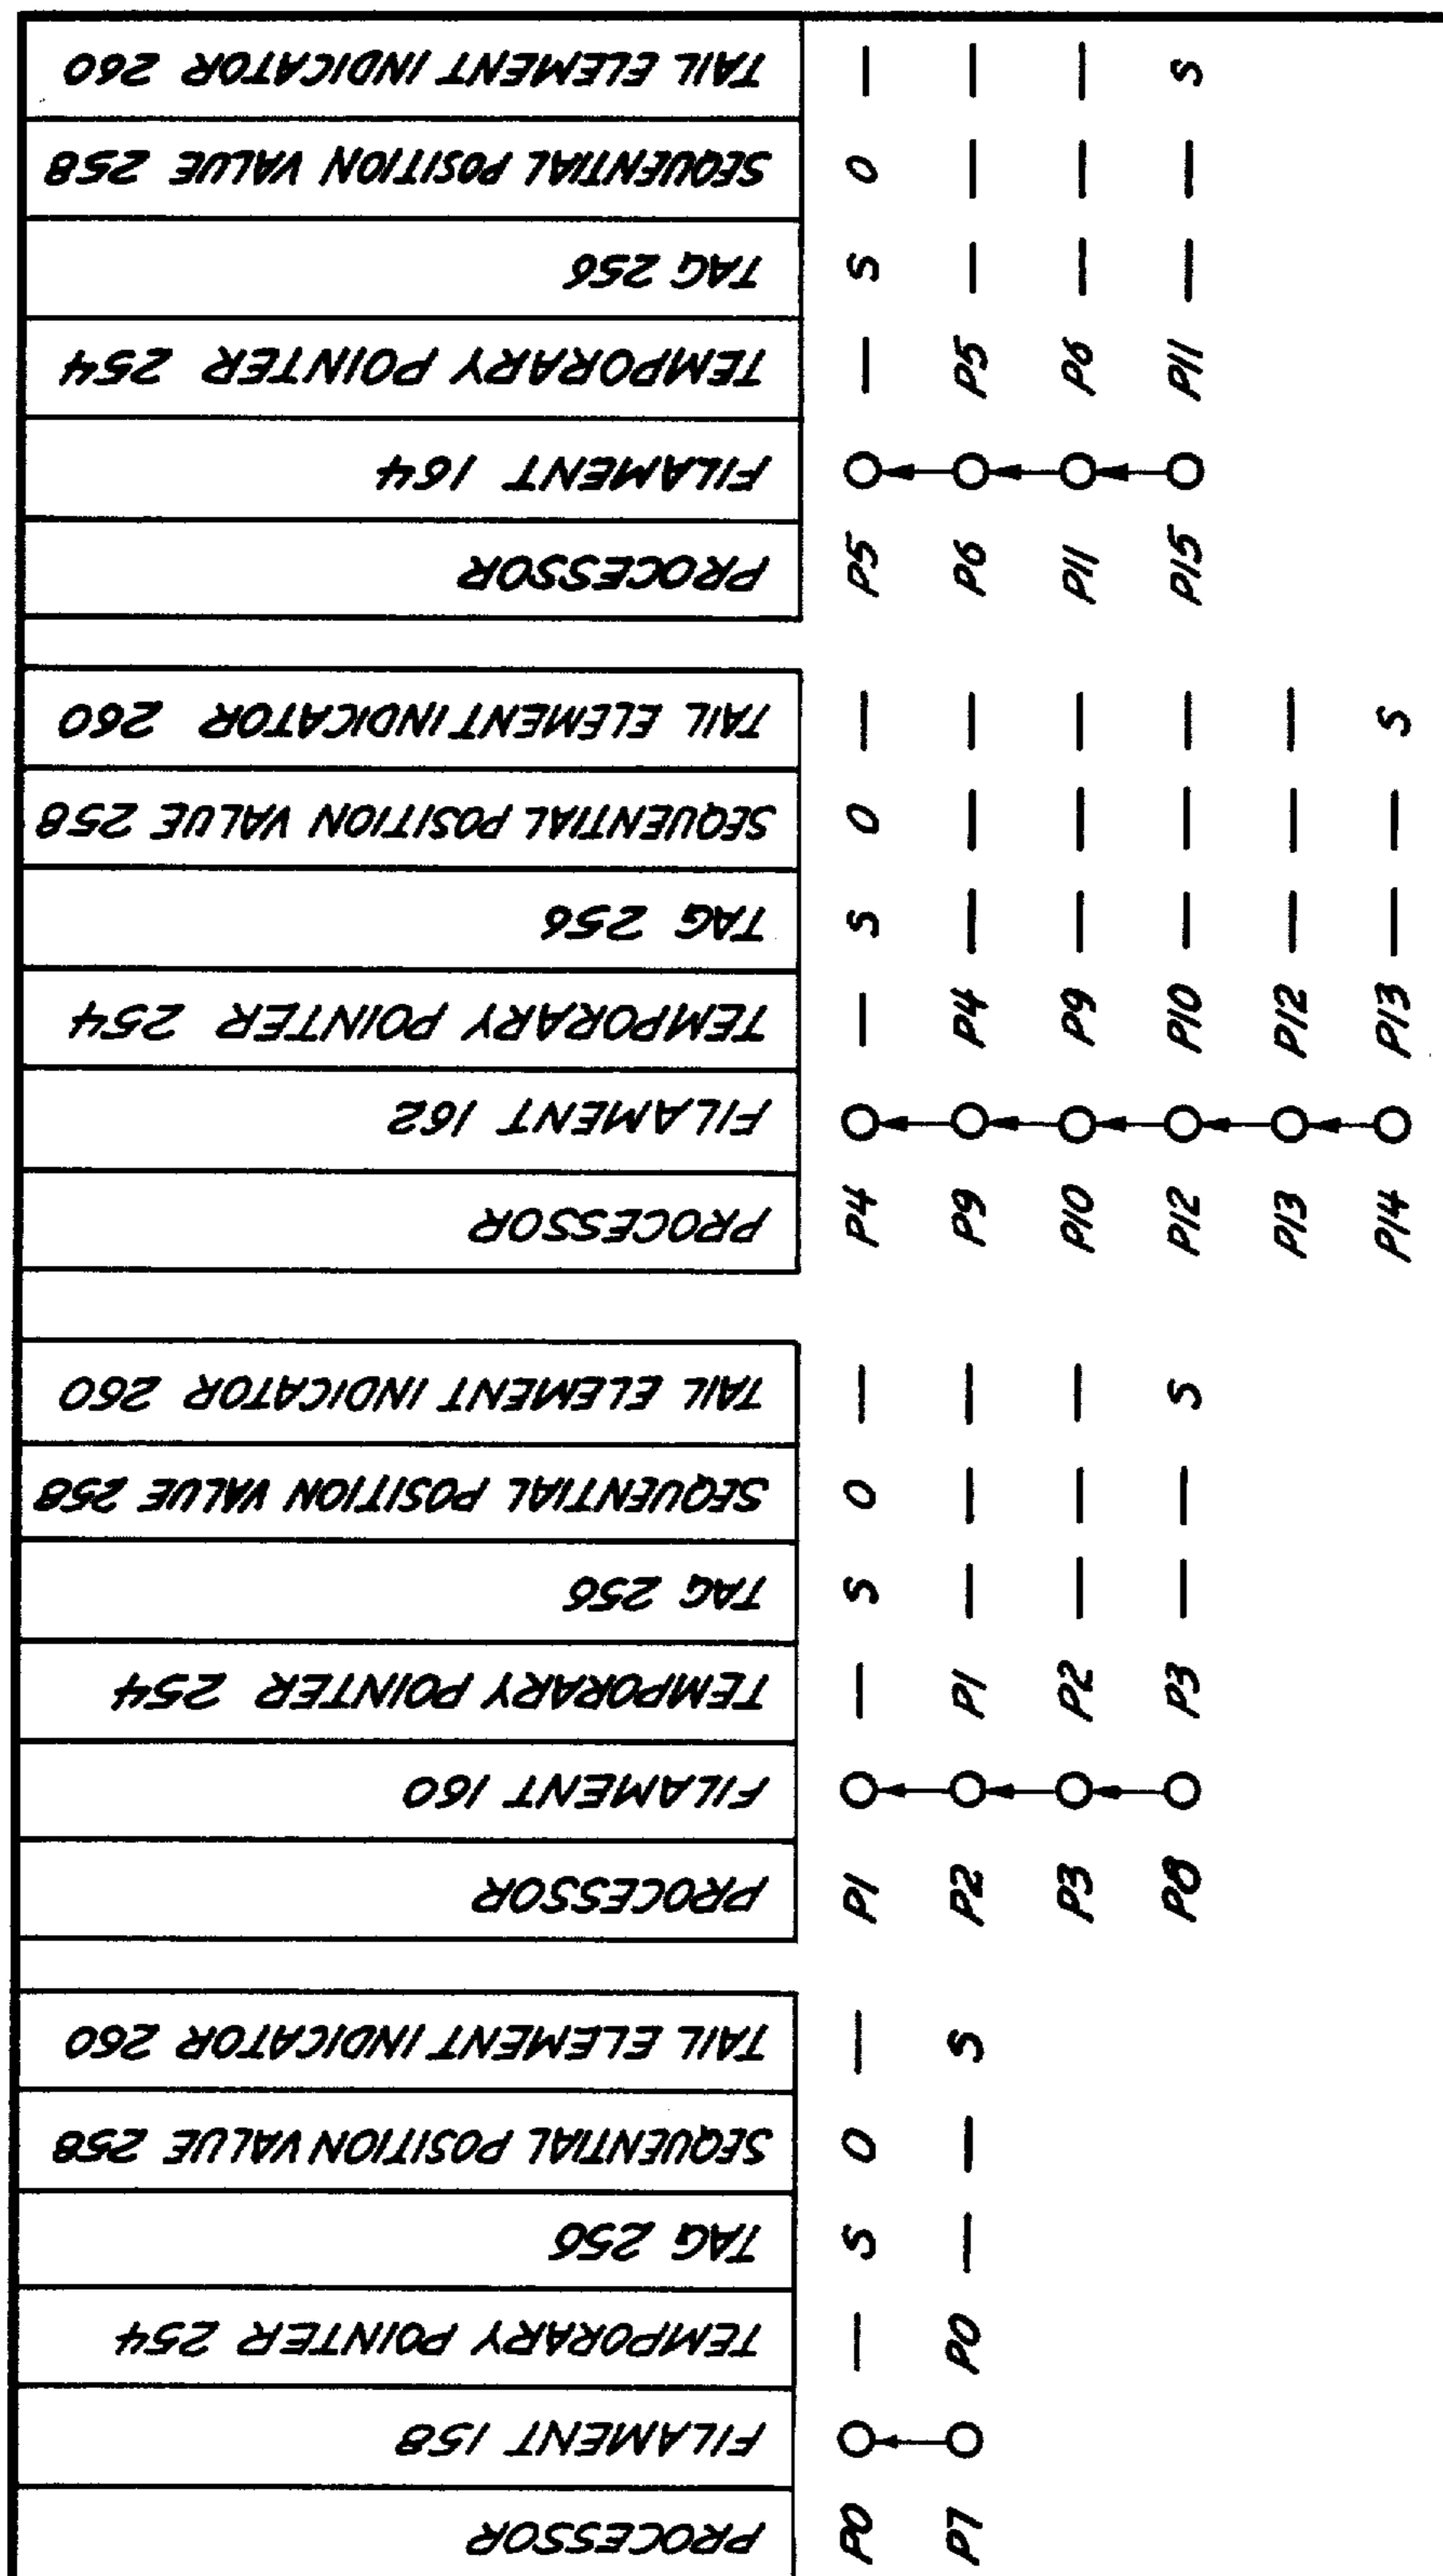 PROCESSOR
FILAMENT 158
TEMPORARY POINTER 254
TAG 256
SEQUENTIAL POSITION VALUE 258
TAIL ELEMENT INDICATOR 260
P0 — S 0 —
P7 P0 — — S
PROCESSOR
FILAMENT 160
TEMPORARY POINTER 254
TAG 256
SEQUENTIAL POSITION VALUE 258
TAIL ELEMENT INDICATOR 260
P1 — S 0 —
P2 P1 — — —
P3 P2 — — —
P8 P3 — — S
PROCESSOR
FILAMENT 162
TEMPORARY POINTER 254
TAG 256
SEQUENTIAL POSITION VALUE 258
TAIL ELEMENT INDICATOR 260
P4 — S 0 —
P9 P4 — — —
P10 P9 — — —
P12 P10 — — —
P13 P12 — — —
P14 P13 — — S
PROCESSOR
FILAMENT 164
TEMPORARY POINTER 254
TAG 256
SEQUENTIAL POSITION VALUE 258
TAIL ELEMENT INDICATOR 260
P5 — S 0 —
P6 P5 — — —
P11 P6 — — —
P15 P11 — — S